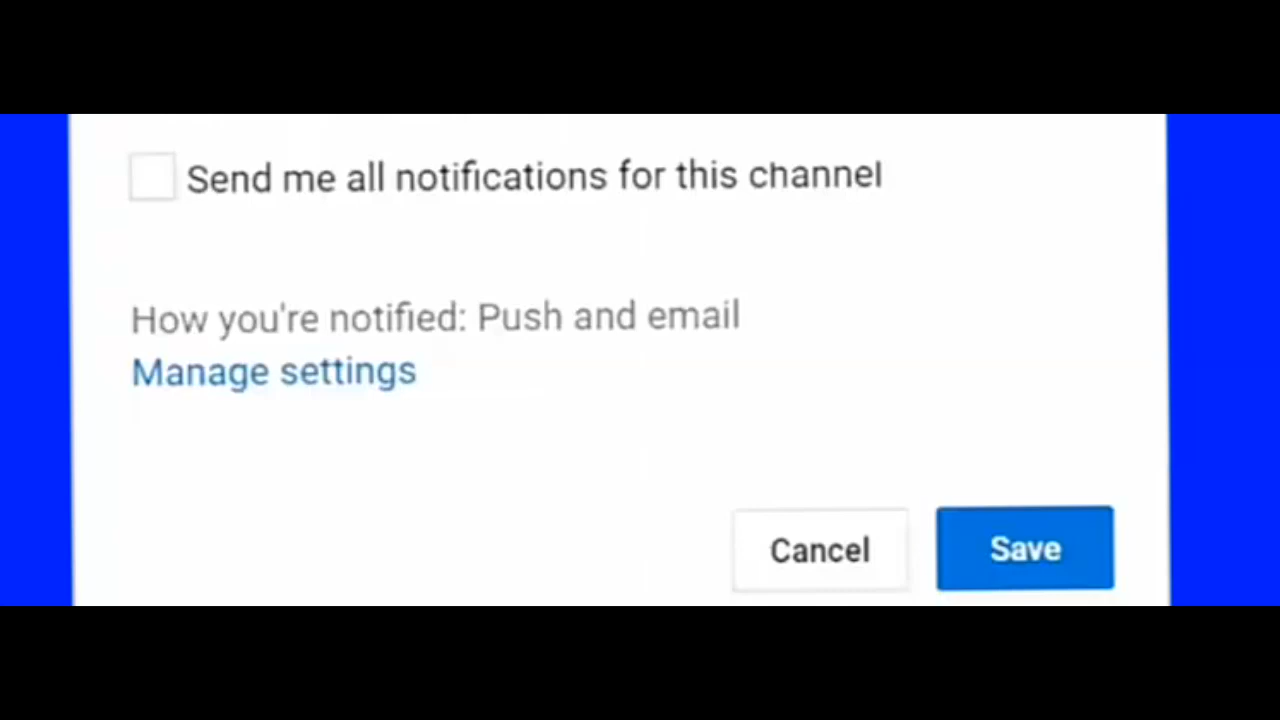 Send me all notifications for this channel
How you're notified: Push and email
Manage settings
Cancel
Save